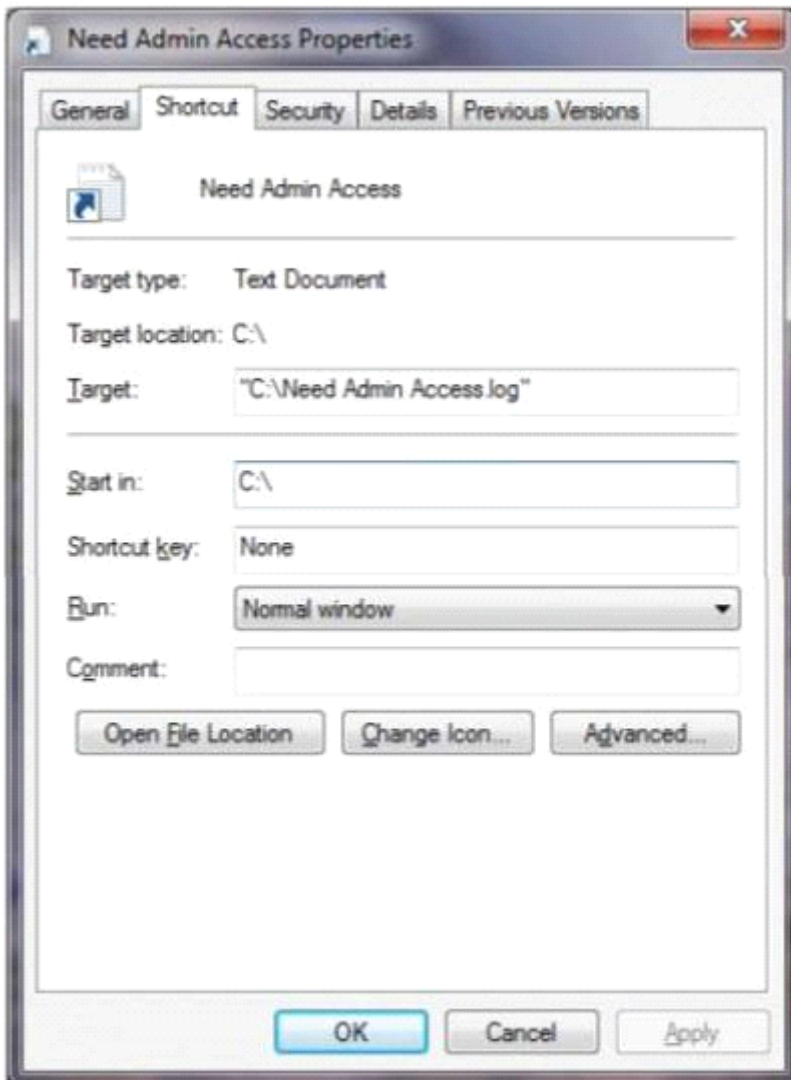 Need Admin Access Properties
General Shortcut Security Details Previous Versions
Need Admin Access
Target type: Text Document
Target location: C:\
Target: "C:\Need Admin Access.log"
Start in: C:\
Shortcut key: None
Run: Normal window
Comment:
Open File Location Change Icon... Advanced...
OK Cancel Apply